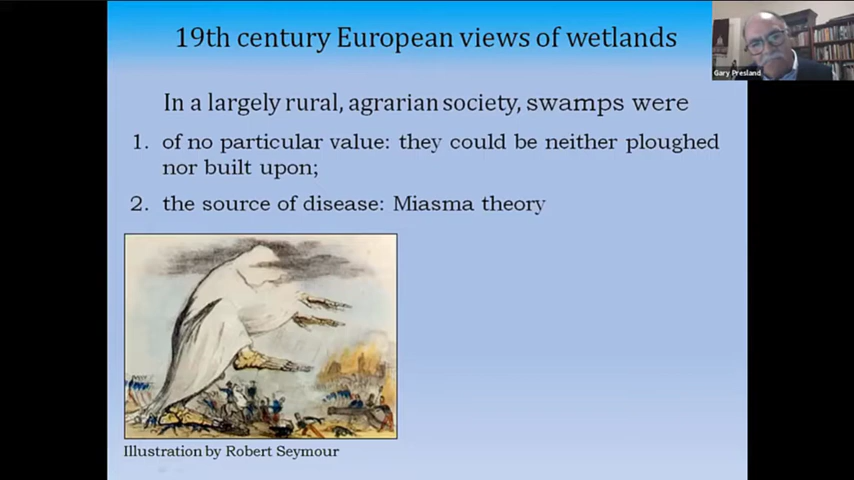 19th century European views of wetlands
Gary Presland
In a largely rural, agrarian society, swamps were
1. of no particular value: they could be neither ploughed
nor built upon;
2. the source of disease: Miasma theory
Illustration by Robert Seymour